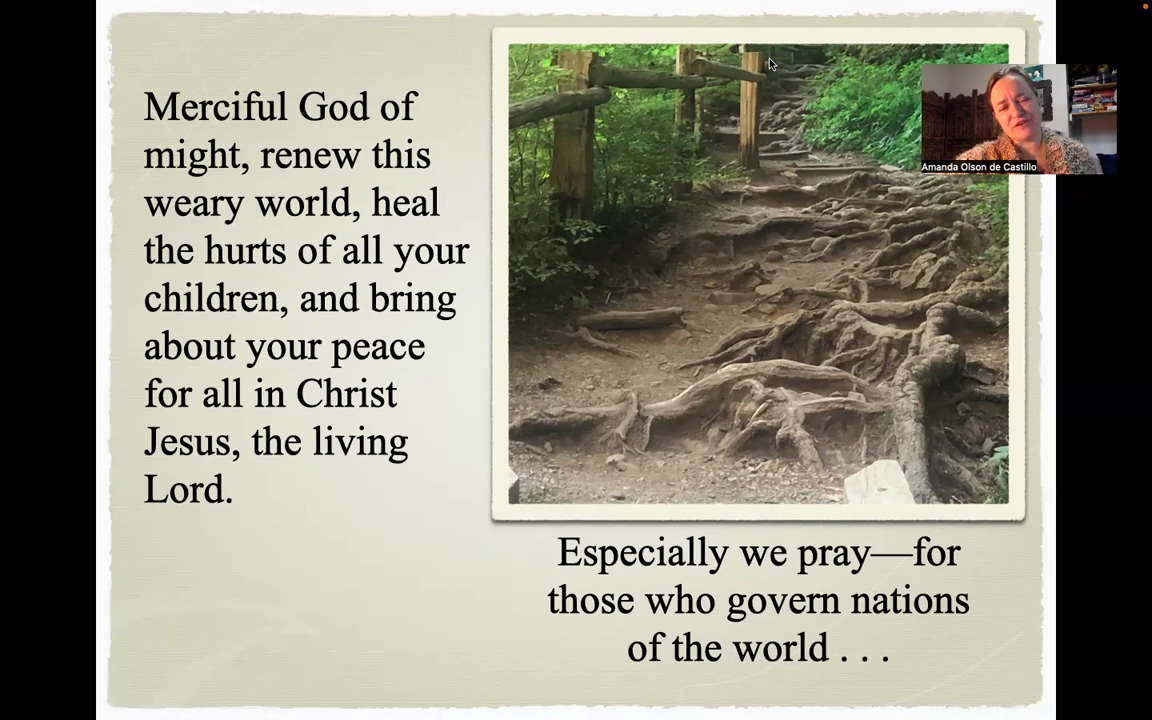 Merciful God of
might, renew this
weary world, heal
the hurts of all your
children, and bring
about your peace
for all in Christ
Jesus, the living
Lord.
Amanda Olson de Castillo
Especially we pray—for
those who govern nations
of the world . . .